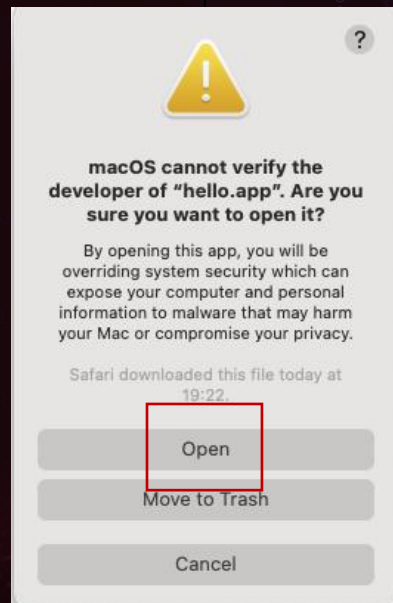 ?
macOS cannot verify the
developer of “hello.app”. Are you
sure you want to open it?
By opening this app, you will be
overriding system security which can
expose your computer and personal
information to malware that may harm
your Mac or compromise your privacy.
Safari downloaded this file today at
19:22.
Open
Move to Trash
Cancel